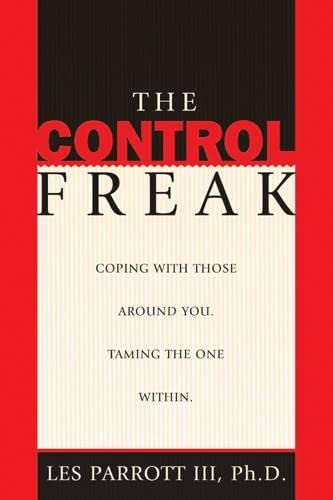 THE
CONTROL
FREAK
COPING WITH THOSE
AROUND YOU.
TAMING THE ONE
WITHIN.
LES PARROTT III, Ph.D.